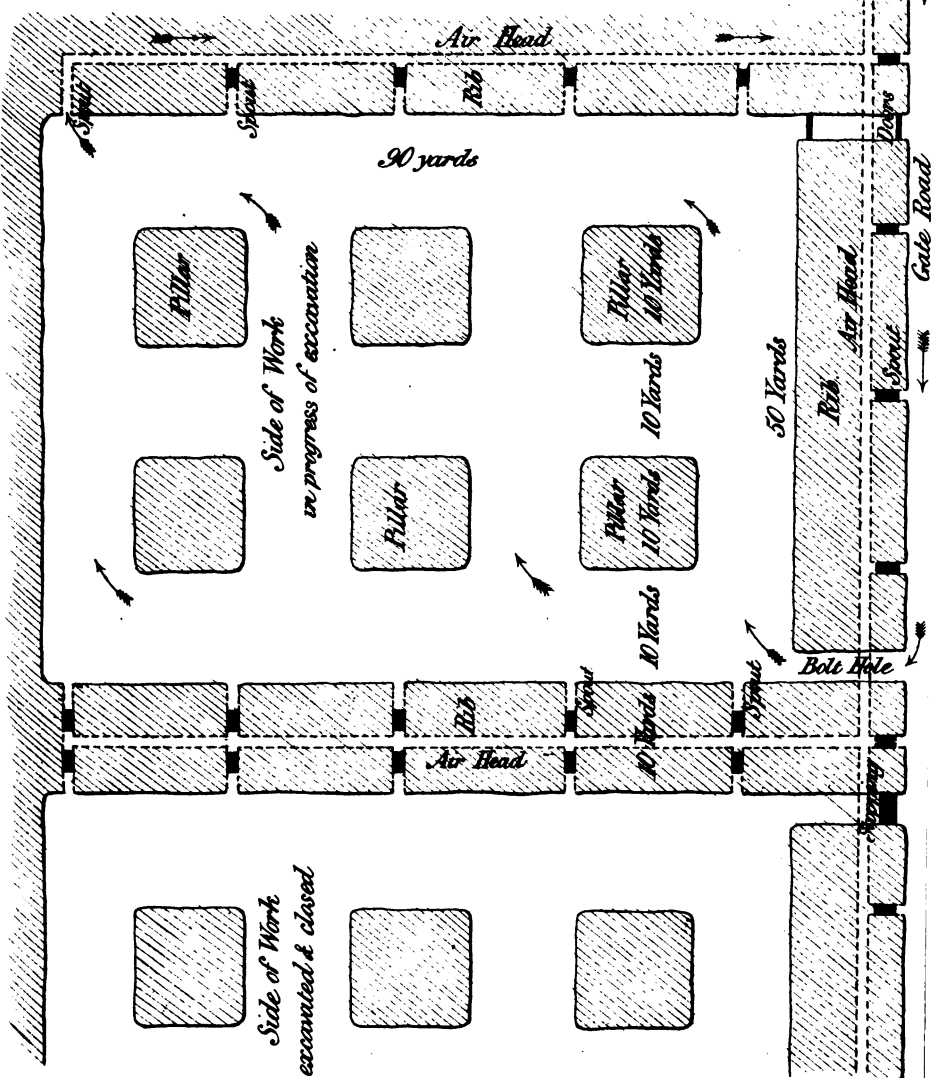 Air Head
Spout
Spout
Rib
Doors
90 yards
Gate Road
Pillar
Side of Work
in progress of excavation
Pillar
10 Yards
Air Head
Rib
Spout
10 Yards
50 Yards
Pillar
Pillar
10 Yards
10 Yards
Bolt Hole
Spout
Spout
Rib
10 Yards
Air Head
Side of Work
excavated & closed